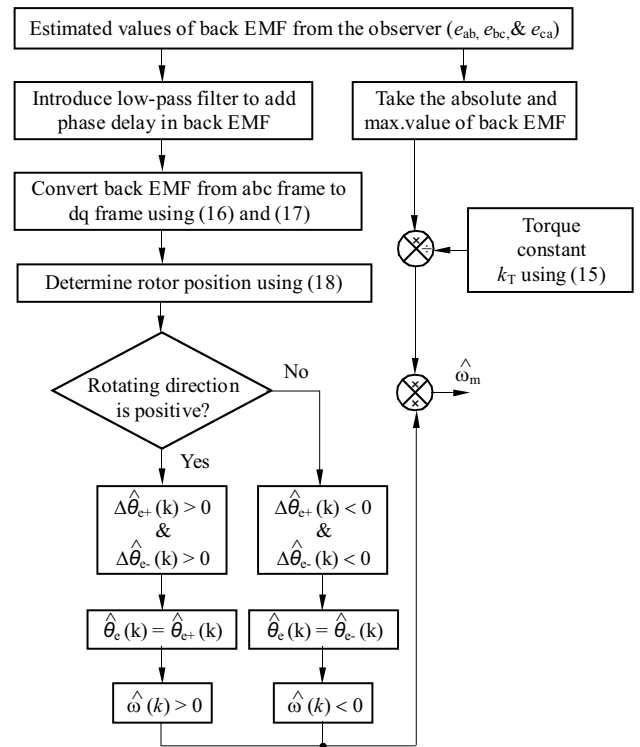 Estimated values of back EMF from the observer (e_ab, e_bc,& e_ca)
Introduce low-pass filter to add
phase delay in back EMF
Take the absolute and
max.value of back EMF
Convert back EMF from abc frame to
dq frame using (16) and (17)
Torque
constant
k_T using (15)
×
÷
Determine rotor position using (18)
Rotating direction
is positive?
No
Yes
×
×
ω̂_m
Δθ̂_e+(k) > 0
&
Δθ̂_e-(k) > 0
Δθ̂_e+(k) < 0
&
Δθ̂_e-(k) < 0
θ̂_e(k) = θ̂_e+(k)
θ̂_e(k) = θ̂_e-(k)
ω̂(k) > 0
ω̂(k) < 0